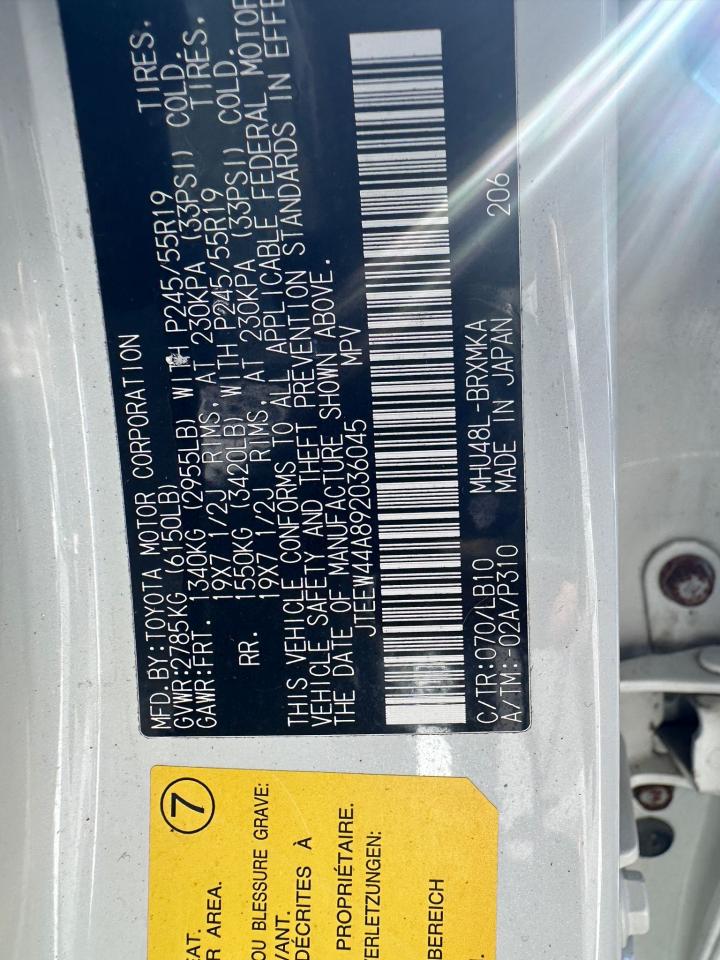 MFD.BY:TOYOTA MOTOR CORPORATION
GVWR:2785KG (6150LB)
GAWR:FRT. 1340KG (2955LB) WITH P245/55R19 TIRES.
19X7 1/2J RIMS, AT 230KPA (33PSI) COLD.
RR. 1550KG (3420LB) WITH P245/55R19 TIRES.
19X7 1/2J RIMS, AT 230KPA (33PSI) COLD.
THIS VEHICLE CONFORMS TO ALL APPLICABLE FEDERAL MOTOR
VEHICLE SAFETY AND THEFT PREVENTION STANDARDS IN EFFE
THE DATE OF MANUFACTURE SHOWN ABOVE.
JTEEW44A892036045 MPV
C/TR:070/LB10 MHU48L-BRXMKA
A/TM:-02A/P310 MADE IN JAPAN 206
7
EAT.
R AREA.
OU BLESSURE GRAVE:
VANT.
DÉCRITES À
PROPRIÉTAIRE.
VERLETZUNGEN:
BEREICH